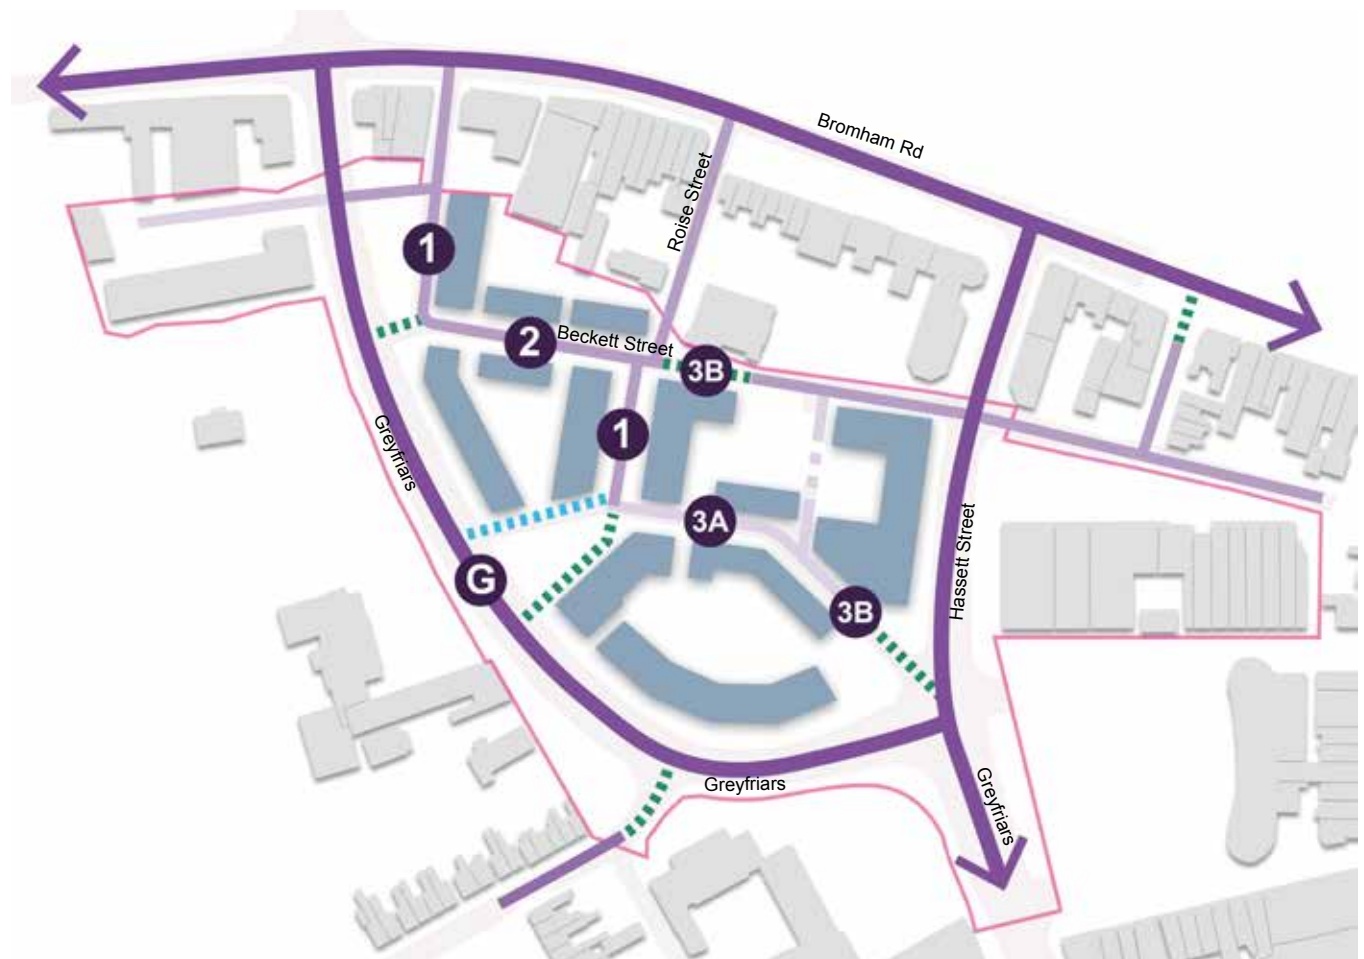 Bromham Rd
Roise Street
1
2
Beckett Street
3B
1
Greyfriars
3A
Hassett Street
G
3B
Greyfriars
Greyfriars